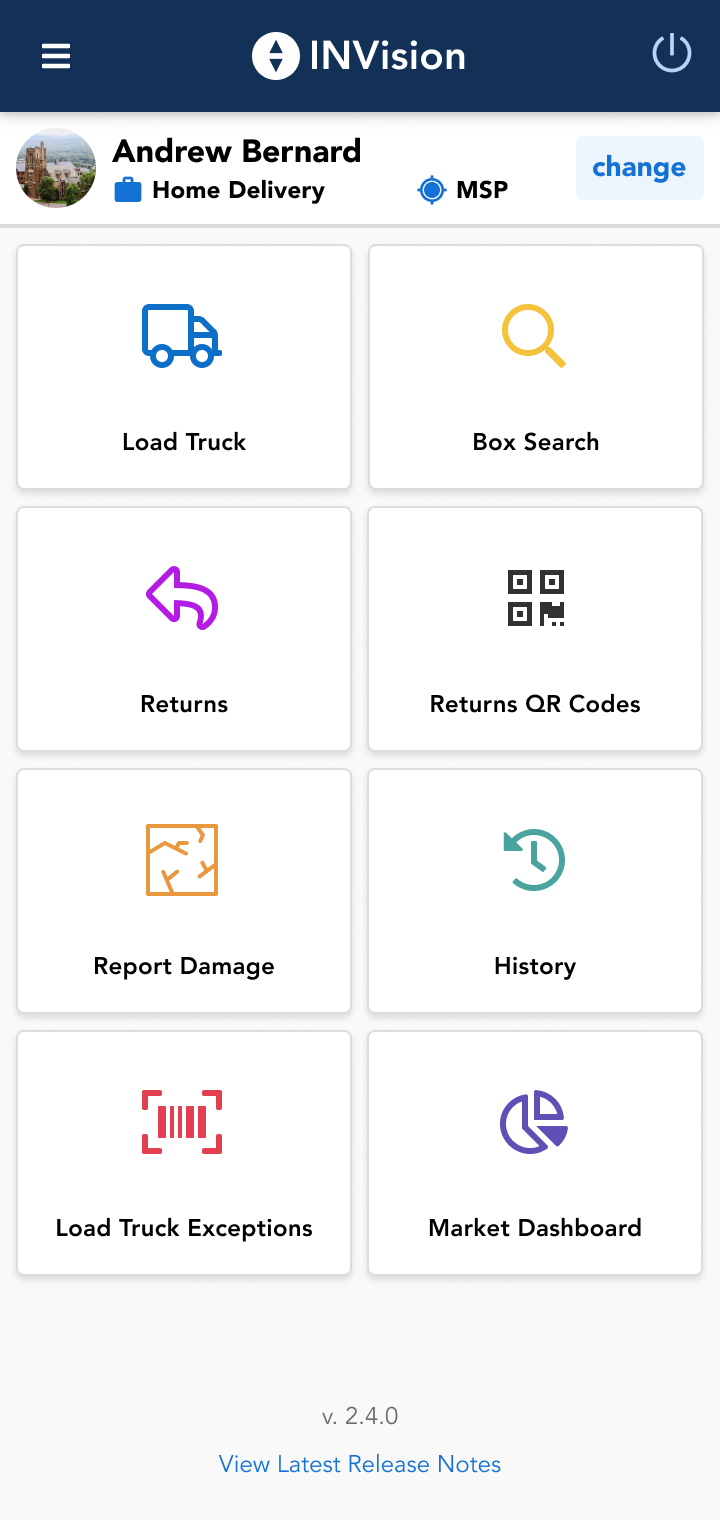 INVision
Andrew Bernard
Home Delivery
MSP
change
Load Truck
Box Search
Returns
Returns QR Codes
Report Damage
History
Load Truck Exceptions
Market Dashboard
v. 2.4.0
View Latest Release Notes